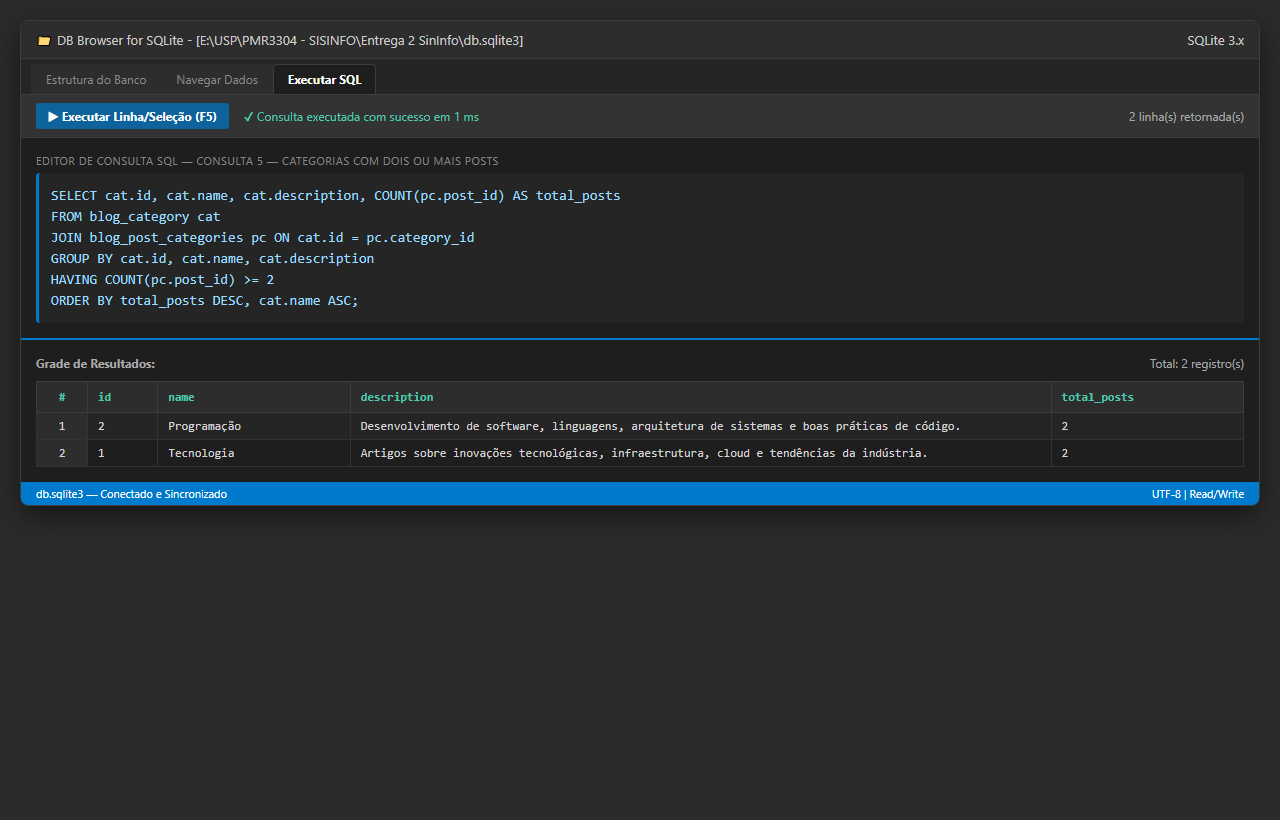 DB Browser for SQLite - [E:\USP\PMR3304 - SISINFO\Entrega 2 SinInfo\db.sqlite3]
SQLite 3.x
Estrutura do Banco
Navegar Dados
Executar SQL
▶ Executar Linha/Seleção (F5)
✓ Consulta executada com sucesso em 1 ms
2 linha(s) retornada(s)
EDITOR DE CONSULTA SQL — CONSULTA 5 — CATEGORIAS COM DOIS OU MAIS POSTS
SELECT cat.id, cat.name, cat.description, COUNT(pc.post_id) AS total_posts
FROM blog_category cat
JOIN blog_post_categories pc ON cat.id = pc.category_id
GROUP BY cat.id, cat.name, cat.description
HAVING COUNT(pc.post_id) >= 2
ORDER BY total_posts DESC, cat.name ASC;
Grade de Resultados:
Total: 2 registro(s)
# id name description total_posts
1 2 Programação Desenvolvimento de software, linguagens, arquitetura de sistemas e boas práticas de código. 2
2 1 Tecnologia Artigos sobre inovações tecnológicas, infraestrutura, cloud e tendências da indústria. 2
db.sqlite3 — Conectado e Sincronizado
UTF-8 | Read/Write